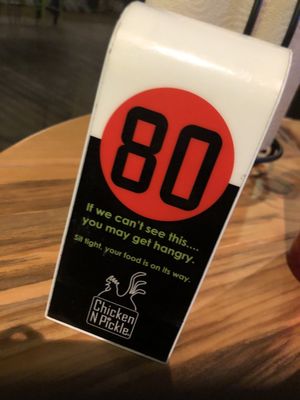 80
If we can't see this....
you may get hangry.
Sit tight, your food is on its way.
Chicken
N Pickle